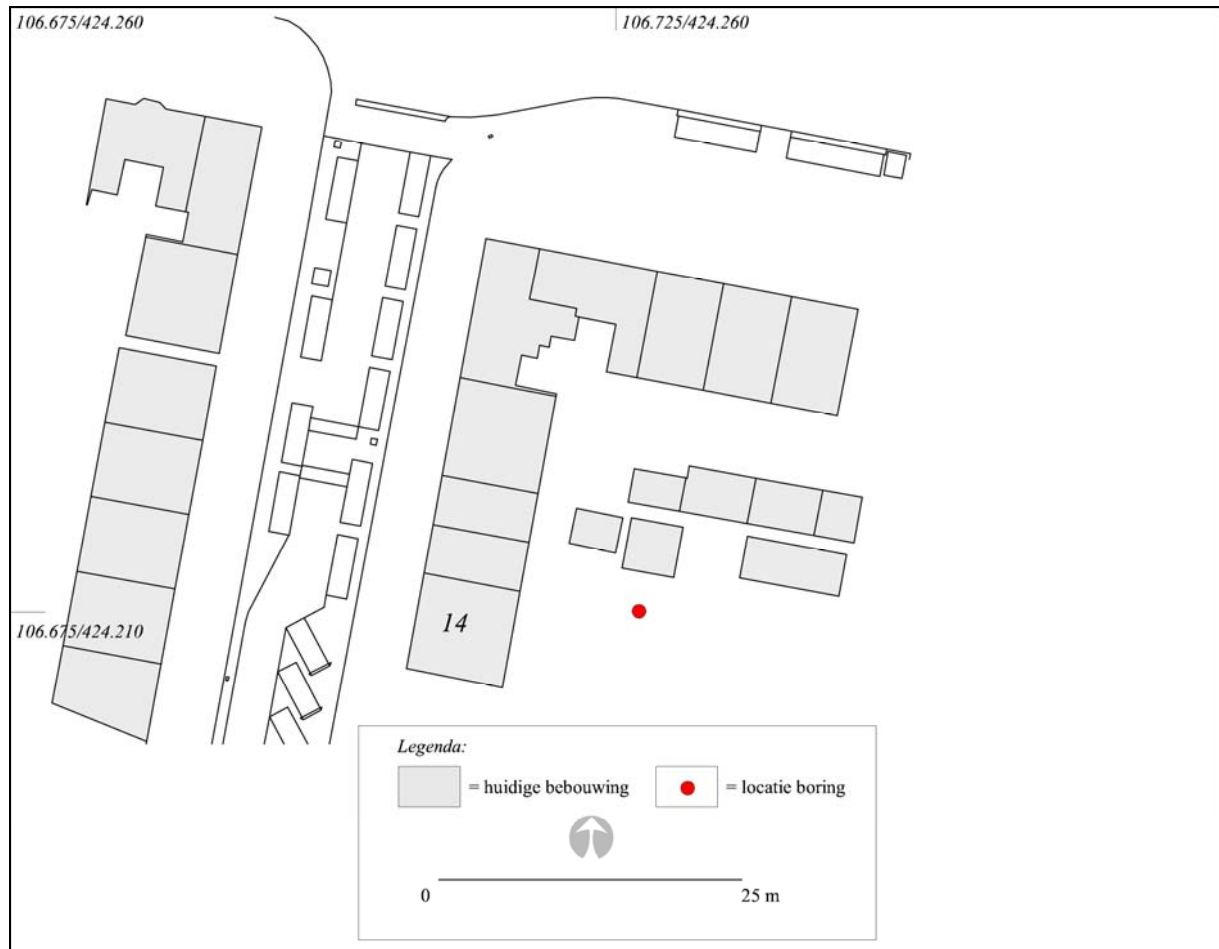 106.675/424.260
106.725/424.260
106.675/424.210
14
Legenda:
= huidige bebouwing
= locatie boring
0
25 m